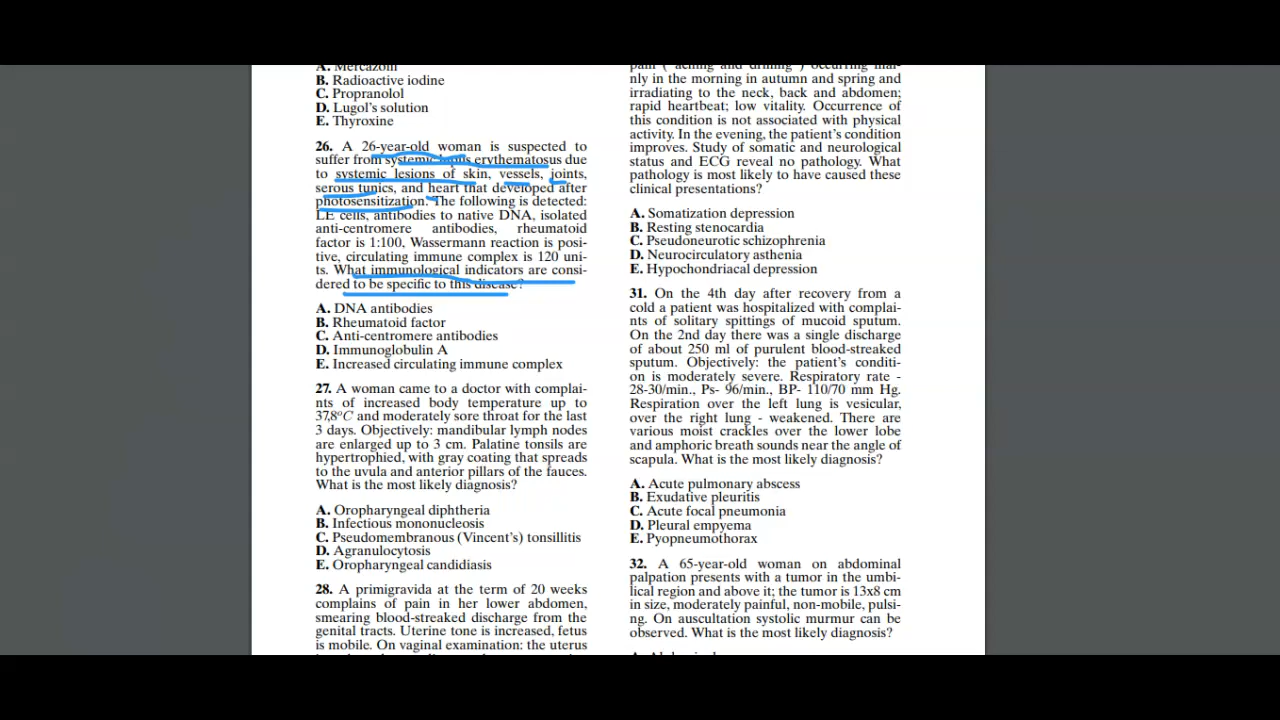 A. Mercazolil
B. Radioactive iodine
C. Propranolol
D. Lugol's solution
E. Thyroxine
26. A 26-year-old woman is suspected to
suffer from systemic lupus erythematosus due
to systemic lesions of skin, vessels, joints,
serous tunics, and heart that developed after
photosensitization. The following is detected:
LE cells, antibodies to native DNA, isolated
anti-centromere antibodies, rheumatoid
factor is 1:100, Wassermann reaction is posi-
tive, circulating immune complex is 120 uni-
ts. What immunological indicators are consi-
dered to be specific to this disease?
A. DNA antibodies
B. Rheumatoid factor
C. Anti-centromere antibodies
D. Immunoglobulin A
E. Increased circulating immune complex
27. A woman came to a doctor with complai-
nts of increased body temperature up to
37,8°C and moderately sore throat for the last
3 days. Objectively: mandibular lymph nodes
are enlarged up to 3 cm. Palatine tonsils are
hypertrophied, with gray coating that spreads
to the uvula and anterior pillars of the fauces.
What is the most likely diagnosis?
A. Oropharyngeal diphtheria
B. Infectious mononucleosis
C. Pseudomembranous (Vincent's) tonsillitis
D. Agranulocytosis
E. Oropharyngeal candidiasis
28. A primigravida at the term of 20 weeks
complains of pain in her lower abdomen,
smearing blood-streaked discharge from the
genital tracts. Uterine tone is increased, fetus
is mobile. On vaginal examination: the uterus
pain ("aching and drilling") occurring mai-
nly in the morning in autumn and spring and
irradiating to the neck, back and abdomen;
rapid heartbeat; low vitality. Occurrence of
this condition is not associated with physical
activity. In the evening, the patient's condition
improves. Study of somatic and neurological
status and ECG reveal no pathology. What
pathology is most likely to have caused these
clinical presentations?
A. Somatization depression
B. Resting stenocardia
C. Pseudoneurotic schizophrenia
D. Neurocirculatory asthenia
E. Hypochondriacal depression
31. On the 4th day after recovery from a
cold a patient was hospitalized with complai-
nts of solitary spittings of mucoid sputum.
On the 2nd day there was a single discharge
of about 250 ml of purulent blood-streaked
sputum. Objectively: the patient's conditi-
on is moderately severe. Respiratory rate -
28-30/min., Ps- 96/min., BP- 110/70 mm Hg.
Respiration over the left lung is vesicular,
over the right lung - weakened. There are
various moist crackles over the lower lobe
and amphoric breath sounds near the angle of
scapula. What is the most likely diagnosis?
A. Acute pulmonary abscess
B. Exudative pleuritis
C. Acute focal pneumonia
D. Pleural empyema
E. Pyopneumothorax
32. A 65-year-old woman on abdominal
palpation presents with a tumor in the umbi-
lical region and above it; the tumor is 13x8 cm
in size, moderately painful, non-mobile, pulsi-
ng. On auscultation systolic murmur can be
observed. What is the most likely diagnosis?